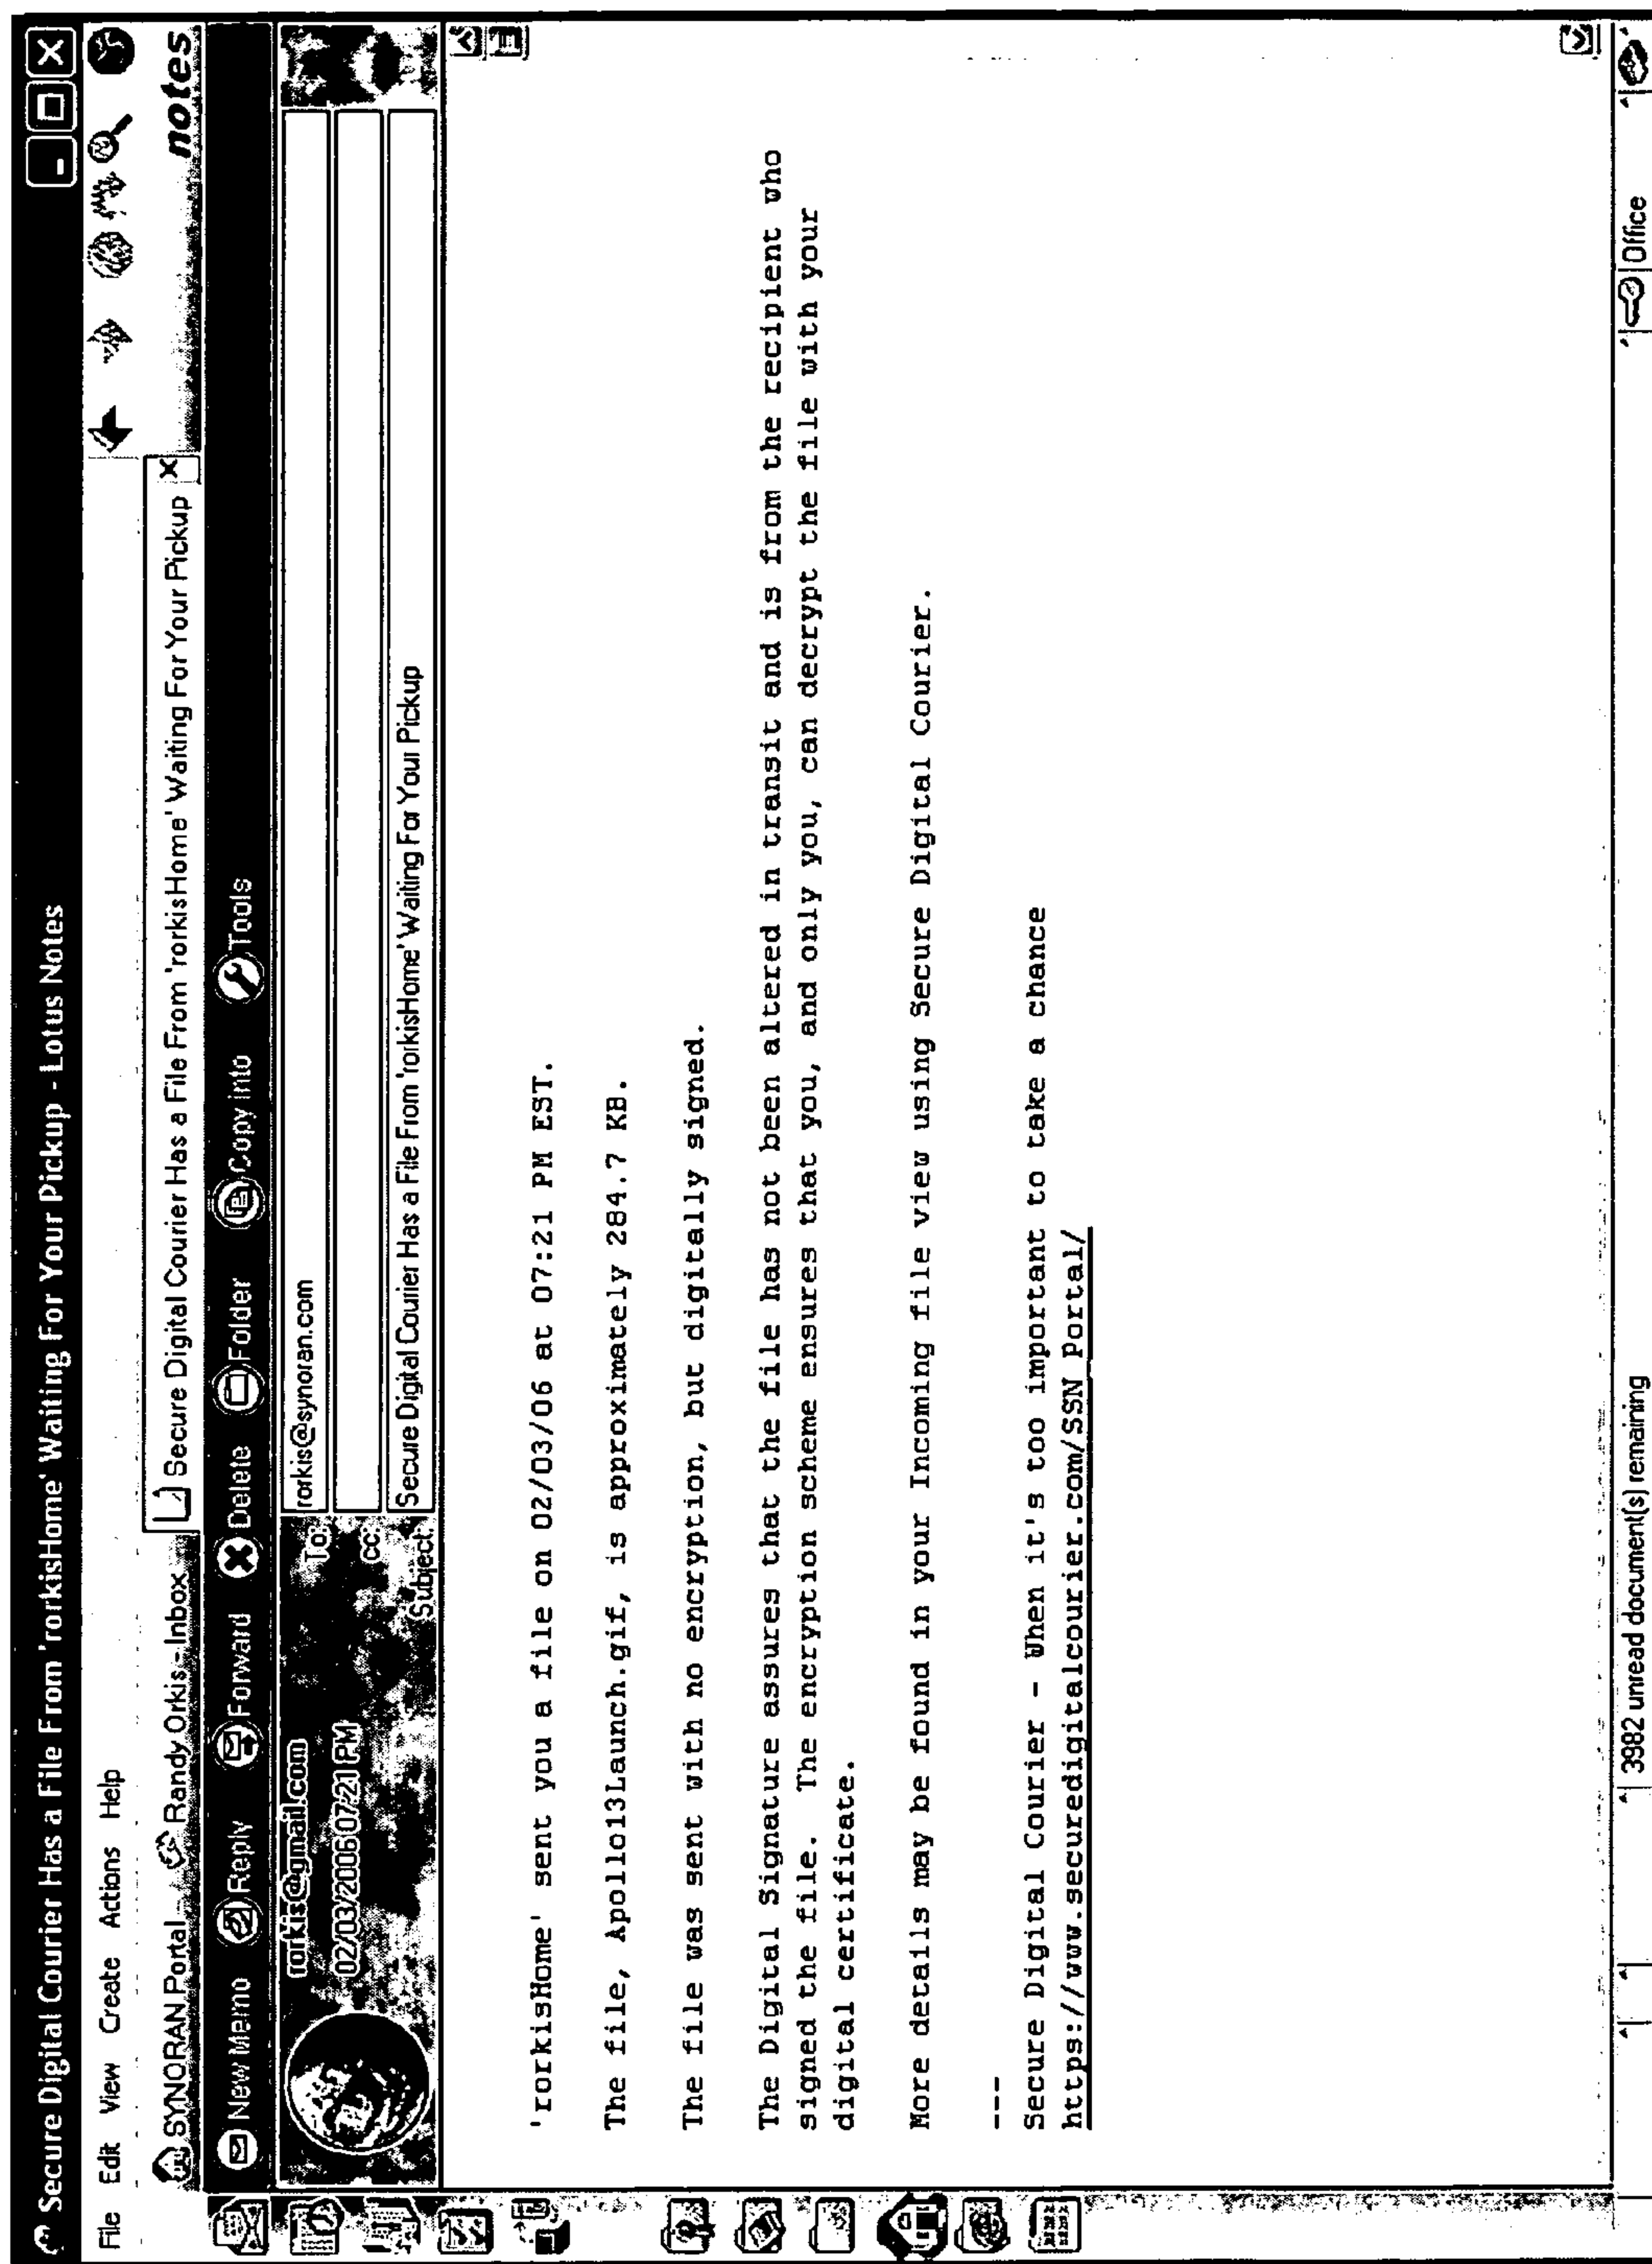 Secure Digital Courier Has a File From 'rorkisHome' Waiting For Your Pickup - Lotus Notes
File Edit View Create Actions Help
SYNORAN Portal Randy Orkis - Inbox Secure Digital Courier Has a File From 'rorkisHome' Waiting For Your Pickup X notes
New Memo Reply Forward Delete Folder Copy into Tools
rorkis@gmail.com
02/03/2006 07:21 PM
To: rorkis@synoran.com
cc:
Subject: Secure Digital Courier Has a File From 'rorkisHome' Waiting For Your Pickup
'rorkisHome' sent you a file on 02/03/06 at 07:21 PM EST.
The file, Apollo13Launch.gif, is approximately 284.7 KB.
The file was sent with no encryption, but digitally signed.
The Digital Signature assures that the file has not been altered in transit and is from the recipient who
signed the file. The encryption scheme ensures that you, and only you, can decrypt the file with your
digital certificate.
More details may be found in your Incoming file view using Secure Digital Courier.
---
Secure Digital Courier - When it's too important to take a chance
https://www.securedigitalcourier.com/SSN Portal/
3982 unread document(s) remaining Office